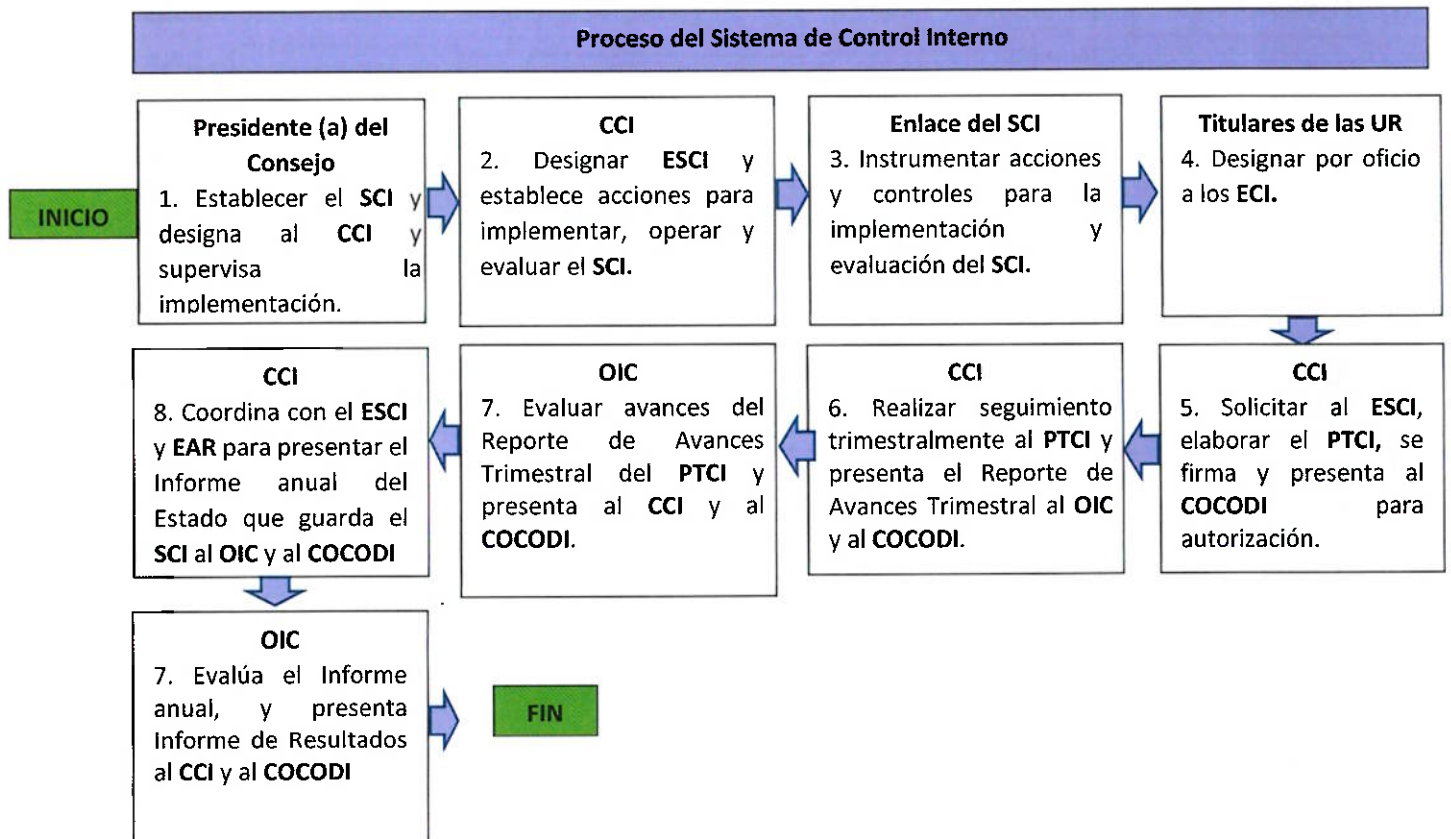 Proceso del Sistema de Control Interno
INICIO
Presidente (a) del
Consejo
1. Establecer el SCI y
designa al CCI y
supervisa la
implementación.
CCI
2. Designar ESCI y
establece acciones para
implementar, operar y
evaluar el SCI.
Enlace del SCI
3. Instrumentar acciones
y controles para la
implementación y
evaluación del SCI.
Titulares de las UR
4. Designar por oficio
a los ECI.
CCI
5. Solicitar al ESCI,
elaborar el PTCI, se
firma y presenta al
COCODI para
autorización.
CCI
6. Realizar seguimiento
trimestralmente al PTCI y
presenta el Reporte de
Avances Trimestral al OIC
y al COCODI.
OIC
7. Evaluar avances del
Reporte de Avances
Trimestral del PTCI y
presenta al CCI y al
COCODI.
CCI
8. Coordina con el ESCI
y EAR para presentar el
Informe anual del
Estado que guarda el
SCI al OIC y al COCODI
OIC
7. Evalúa el Informe
anual, y presenta
Informe de Resultados
al CCI y al COCODI
FIN